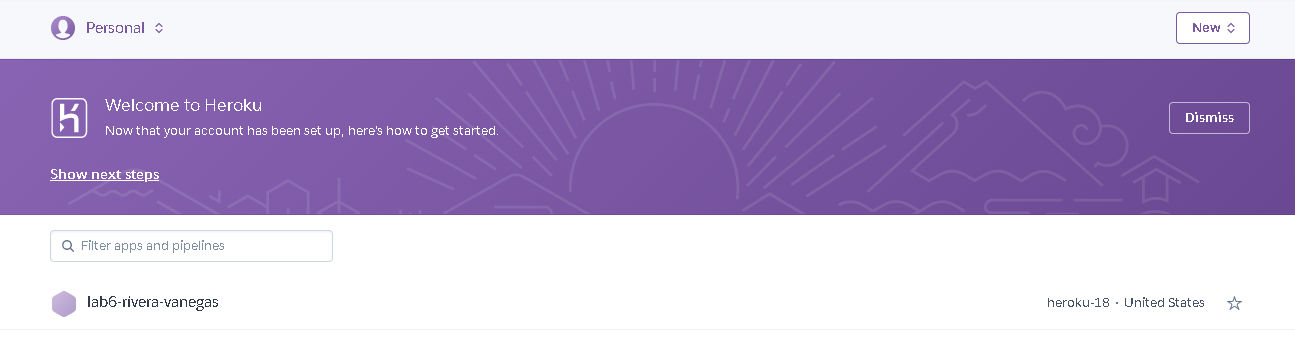 Personal
New
Welcome to Heroku
Now that your account has been set up, here's how to get started.
Dismiss
Show next steps
Filter apps and pipelines
lab6-rivera-vanegas
heroku-18 · United States